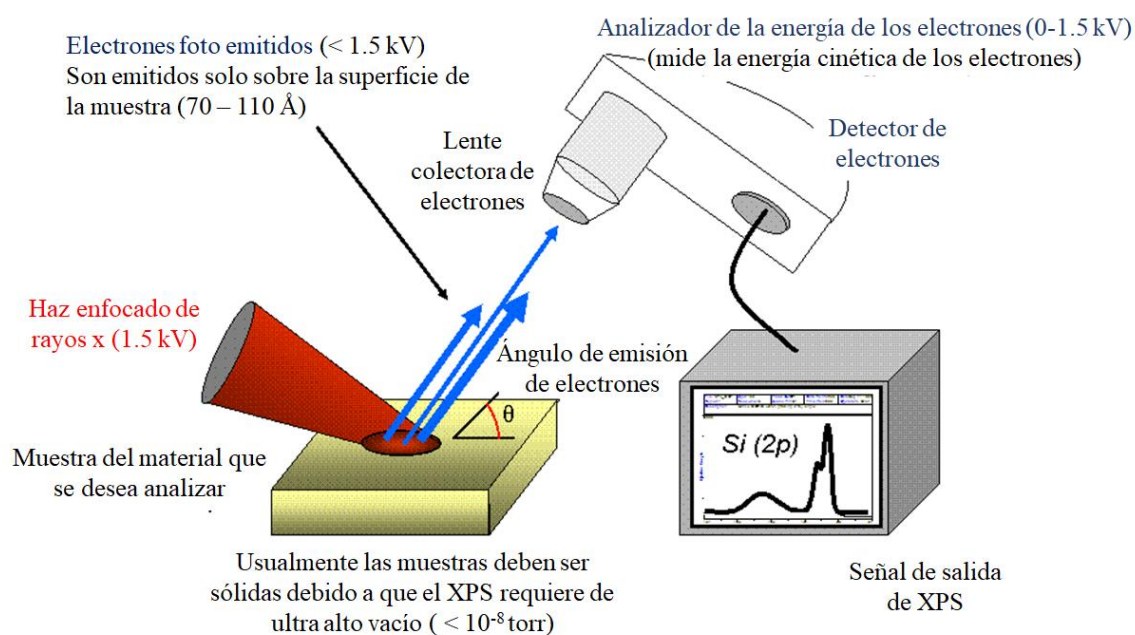 Electrones foto emitidos (< 1.5 kV)
Son emitidos solo sobre la superficie de
la muestra (70 – 110 Å)
Analizador de la energía de los electrones (0-1.5 kV)
(mide la energía cinética de los electrones)
Lente
colectora de
electrones
Detector de
electrones
Haz enfocado de
rayos x (1.5 kV)
Ángulo de emisión
de electrones
θ
Muestra del material que
se desea analizar
Si (2p)
Usualmente las muestras deben ser
sólidas debido a que el XPS requiere de
ultra alto vacío ( < 10⁻⁸ torr)
Señal de salida
de XPS